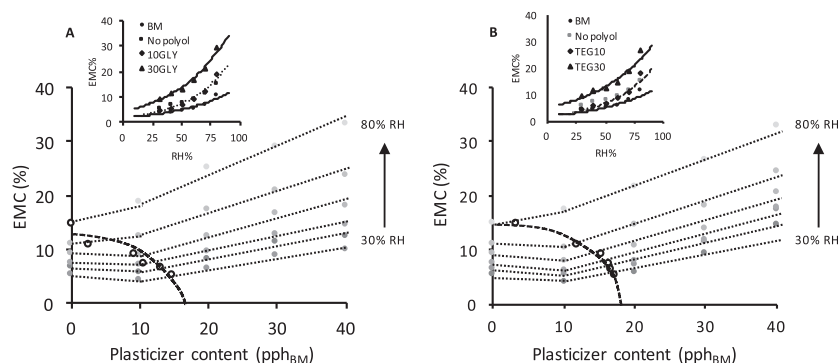 A
BM
No polyol
10GLY
30GLY
EMC%
40
30
20
10
0
0
25
50
75
100
RH%
EMC (%)
40
30
20
10
0
0
10
20
30
40
80% RH
30% RH
Plasticizer content (pphBM)
B
BM
No polyol
TEG10
TEG30
EMC%
40
30
20
10
0
0
25
50
75
100
RH%
EMC (%)
40
30
20
10
0
0
10
20
30
40
80% RH
30% RH
Plasticizer content (pphBM)